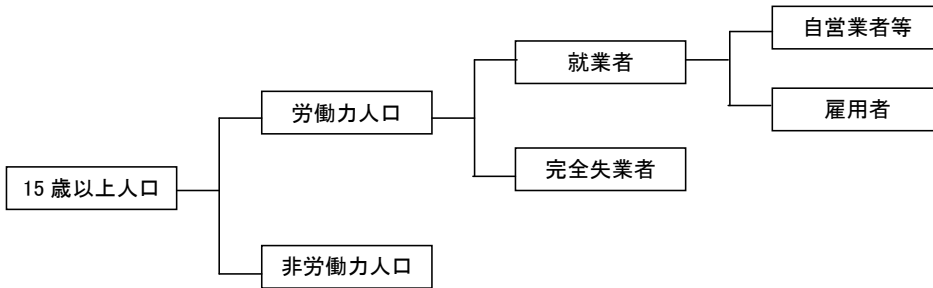 自営業者等
就業者
労働力人口
雇用者
完全失業者
15歳以上人口
非労働力人口